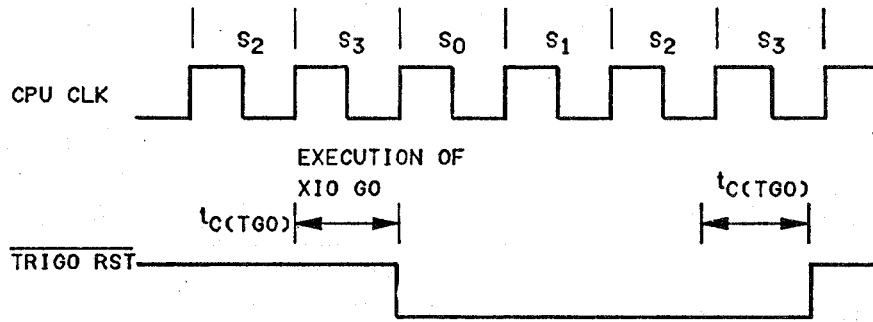 S2 S3 S0 S1 S2 S3
CPU CLK
EXECUTION OF
XIO GO
tC(TGO) tC(TGO)
TRIGO RST